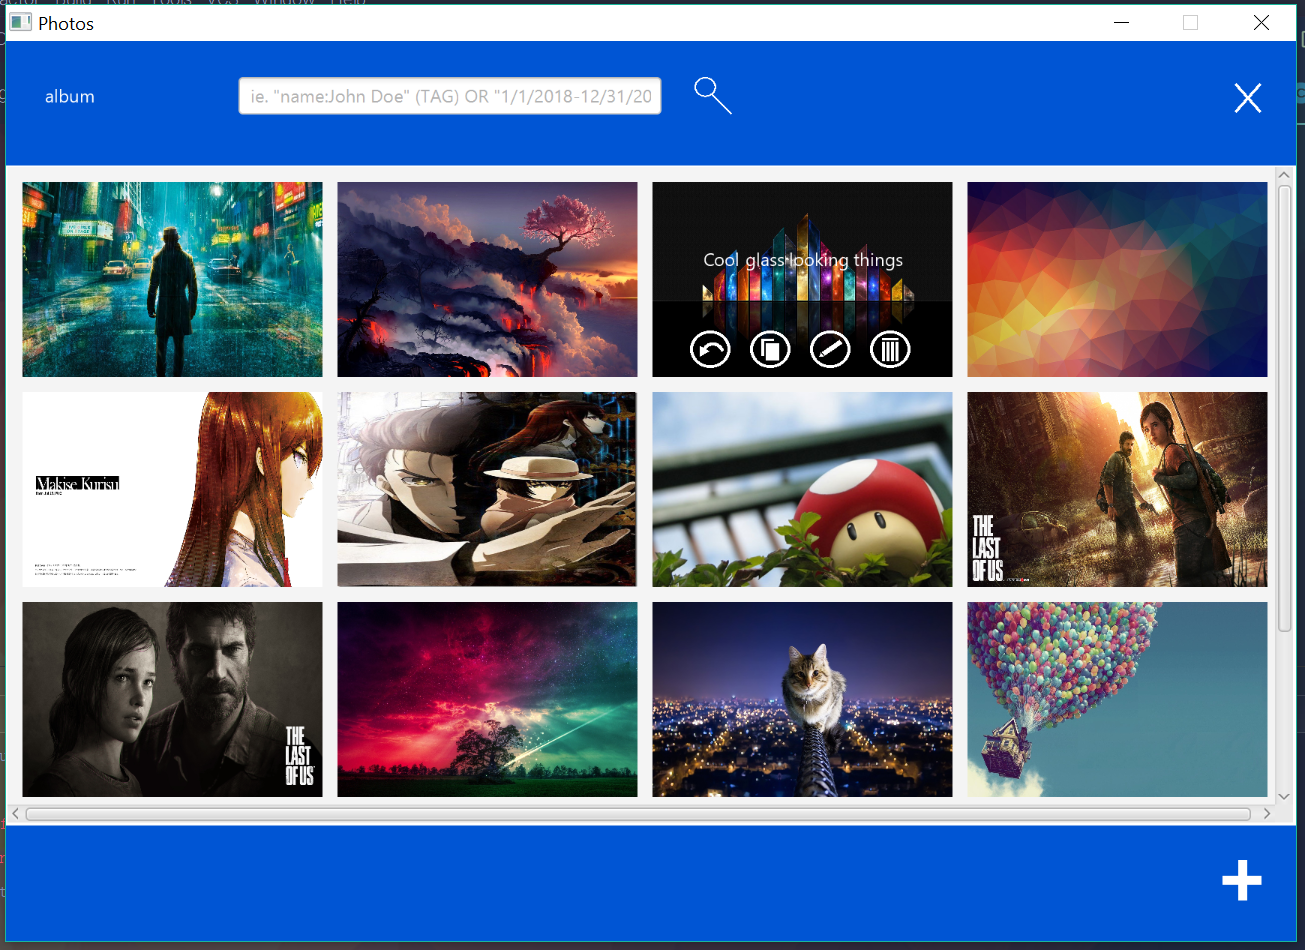 Photos
album
ie. "name:John Doe" (TAG) OR "1/1/2018-12/31/20
Cool glass looking things
Makise Kurisu
THE
LAST
OF US
THE
LAST
OF US